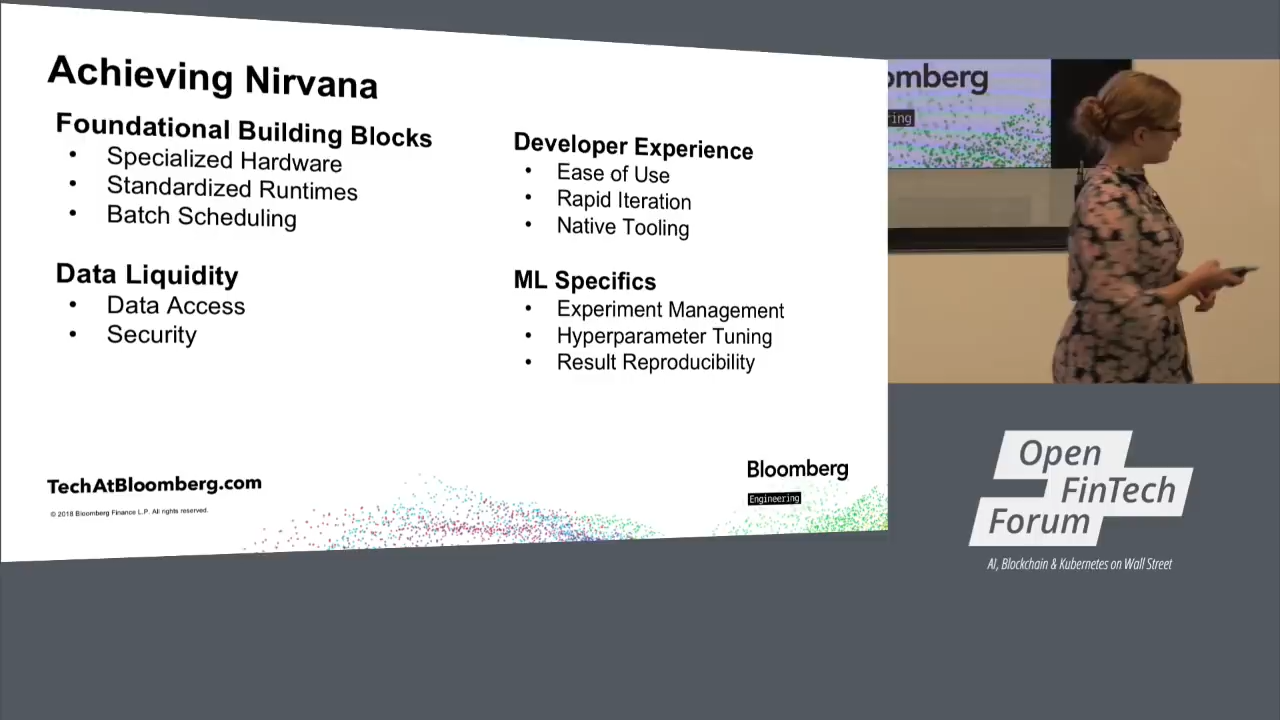 Achieving Nirvana
Foundational Building Blocks
• Specialized Hardware
• Standardized Runtimes
• Batch Scheduling
Data Liquidity
• Data Access
• Security
Developer Experience
• Ease of Use
• Rapid Iteration
• Native Tooling
ML Specifics
• Experiment Management
• Hyperparameter Tuning
• Result Reproducibility
TechAtBloomberg.com
© 2018 Bloomberg Finance L.P. All rights reserved.
Bloomberg
Engineering
omberg
ring
Open
FinTech
Forum
AI, Blockchain & Kubernetes on Wall Street